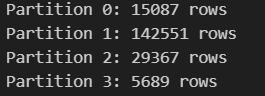 Partition 0: 15087 rows
Partition 1: 142551 rows
Partition 2: 29367 rows
Partition 3: 5689 rows